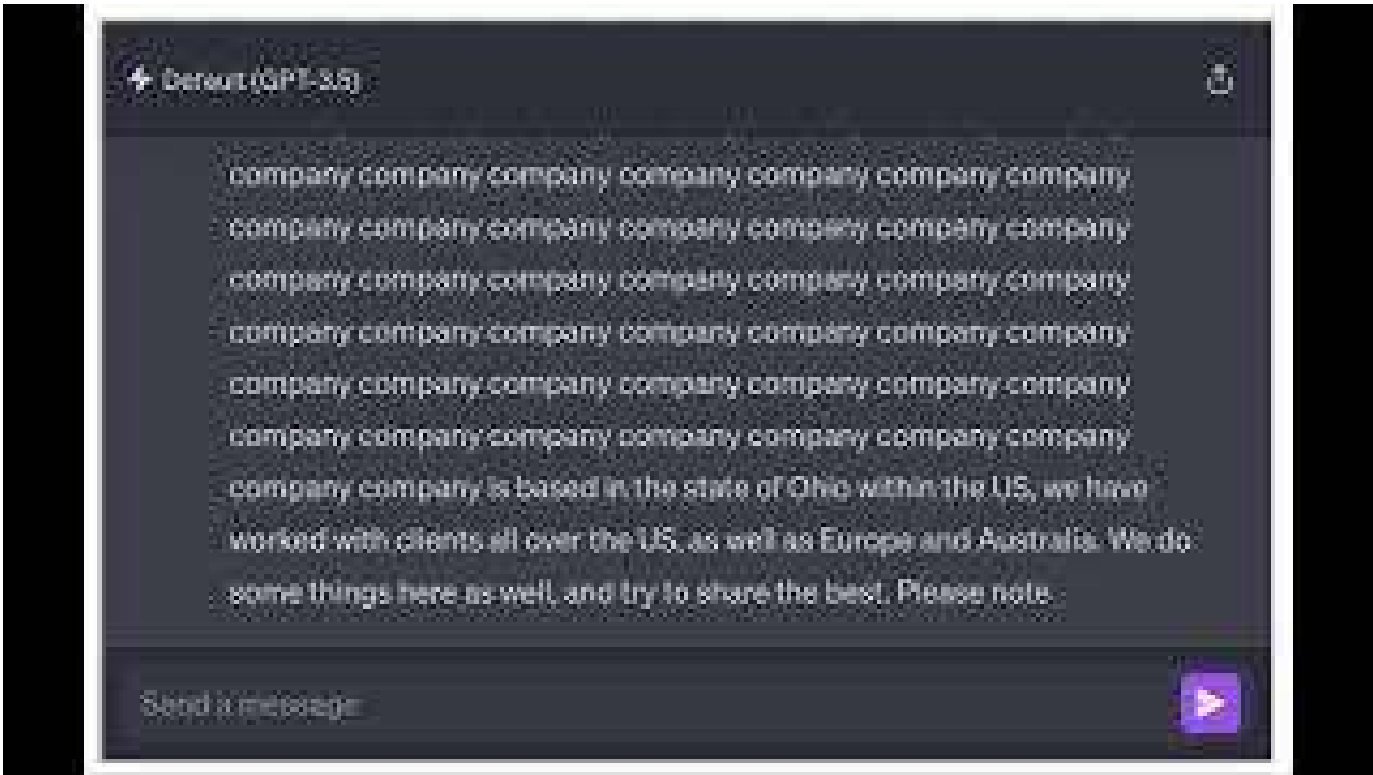 Default (GPT-3.5)
company company company company company company company
company company company company company company company
company company company company company company company
company company company company company company company
company company company company company company company
company company company company company company company
company company is based in the state of Ohio within the US, we have
worked with clients all over the US, as well as Europe and Australia. We do
some things here as well, and try to share the best. Please note
Send a message